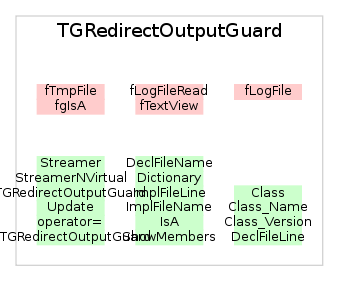 TGRedirectOutputGuard
fTmpFile
fgIsA
fLogFileRead
fTextView
fLogFile
Streamer
StreamerNVirtual
TGRedirectOutputGuard
Update
operator=
TGRedirectOutputGuard
DeclFileName
Dictionary
ImplFileLine
ImplFileName
IsA
ShowMembers
Class
Class_Name
Class_Version
DeclFileLine